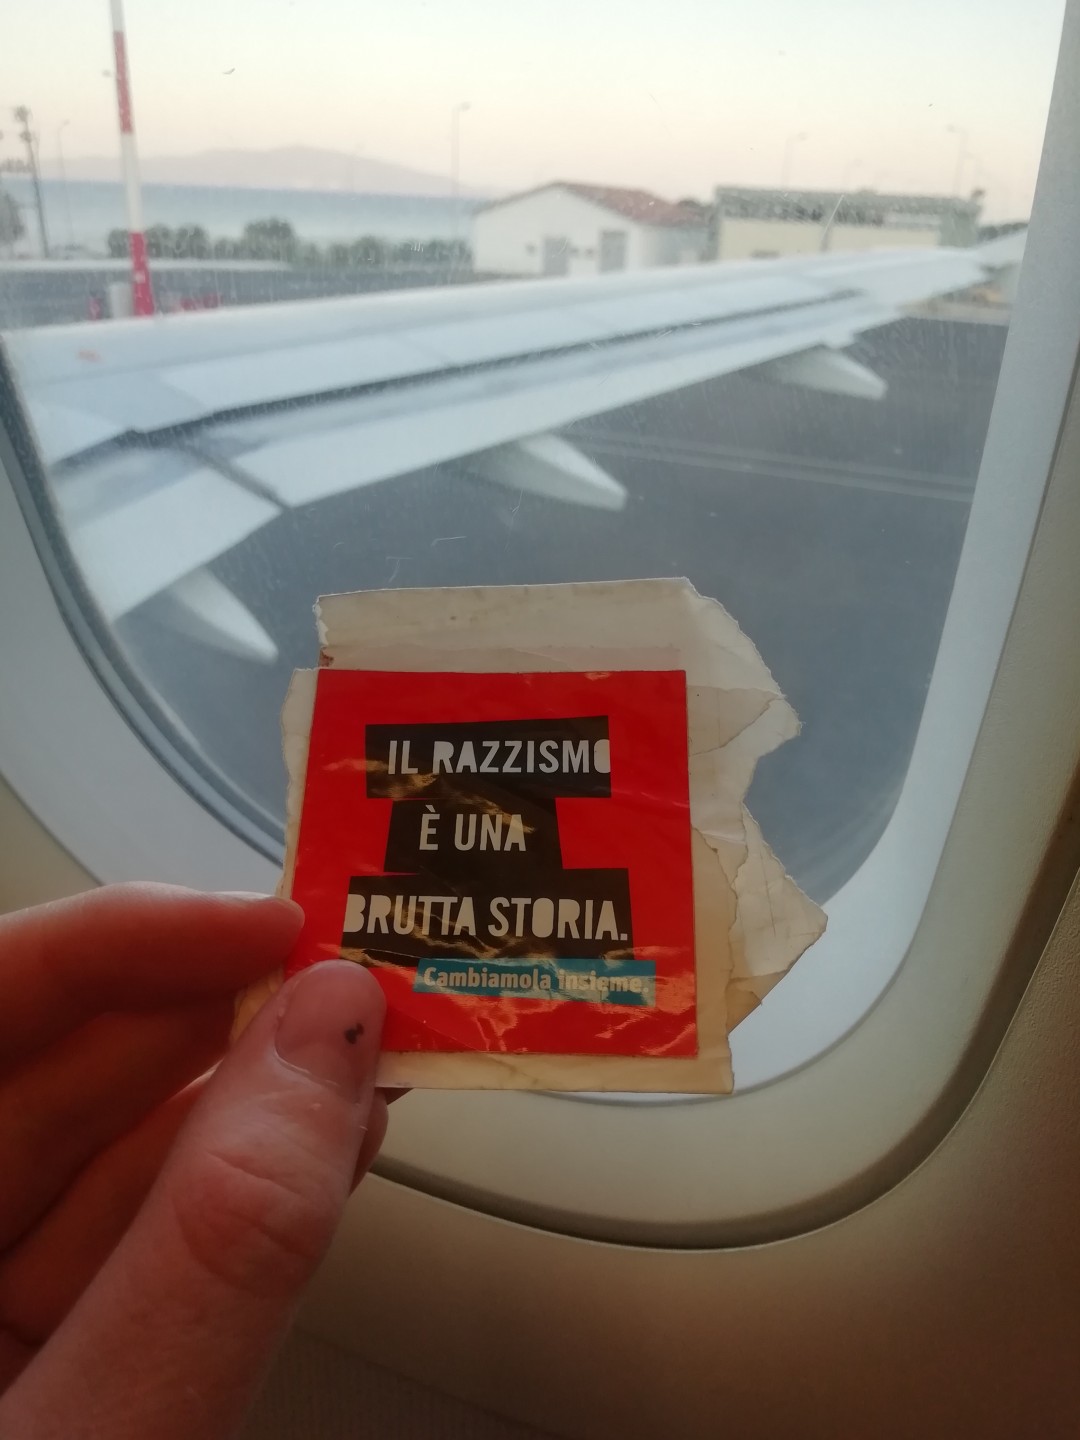 IL RAZZISMO
È UNA
BRUTTA STORIA.
Cambiamola insieme.